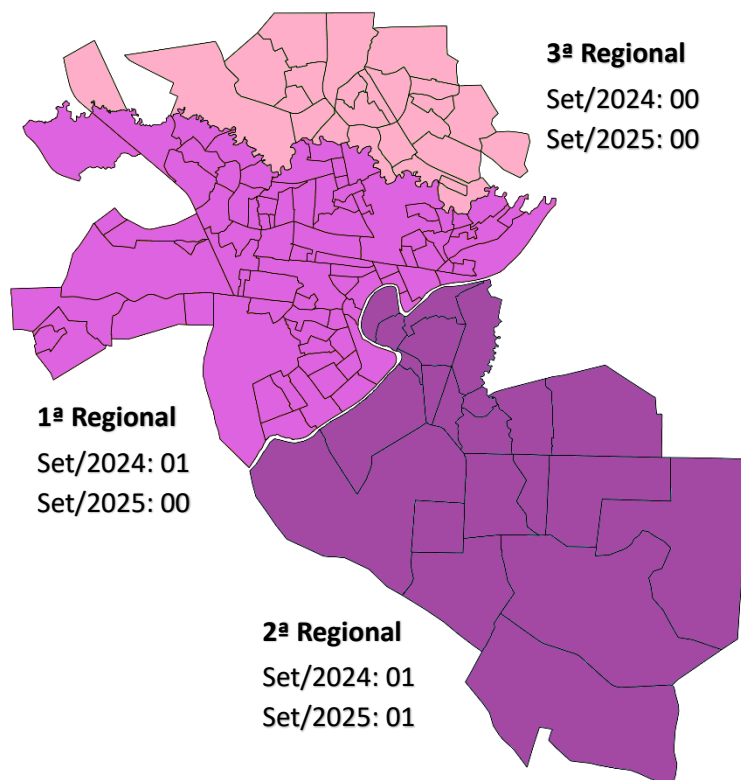 3ª Regional
Set/2024: 00
Set/2025: 00
1ª Regional
Set/2024: 01
Set/2025: 00
2ª Regional
Set/2024: 01
Set/2025: 01